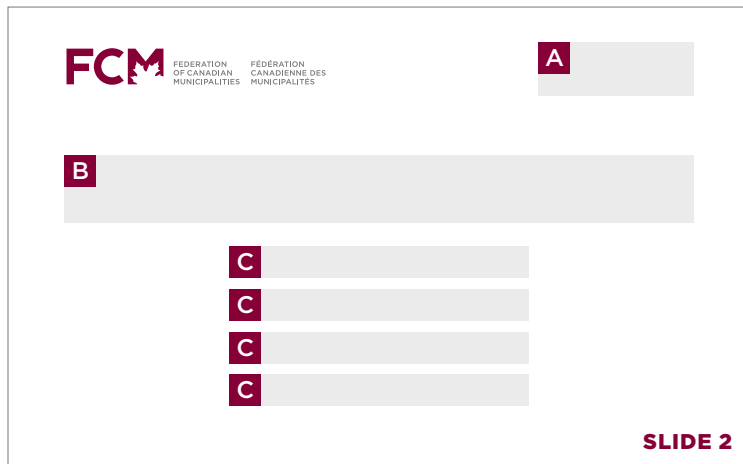 FCM
FEDERATION
OF CANADIAN
MUNICIPALITIES
FÉDÉRATION
CANADIENNE DES
MUNICIPALITÉS
A
B
C
C
C
C
SLIDE 2